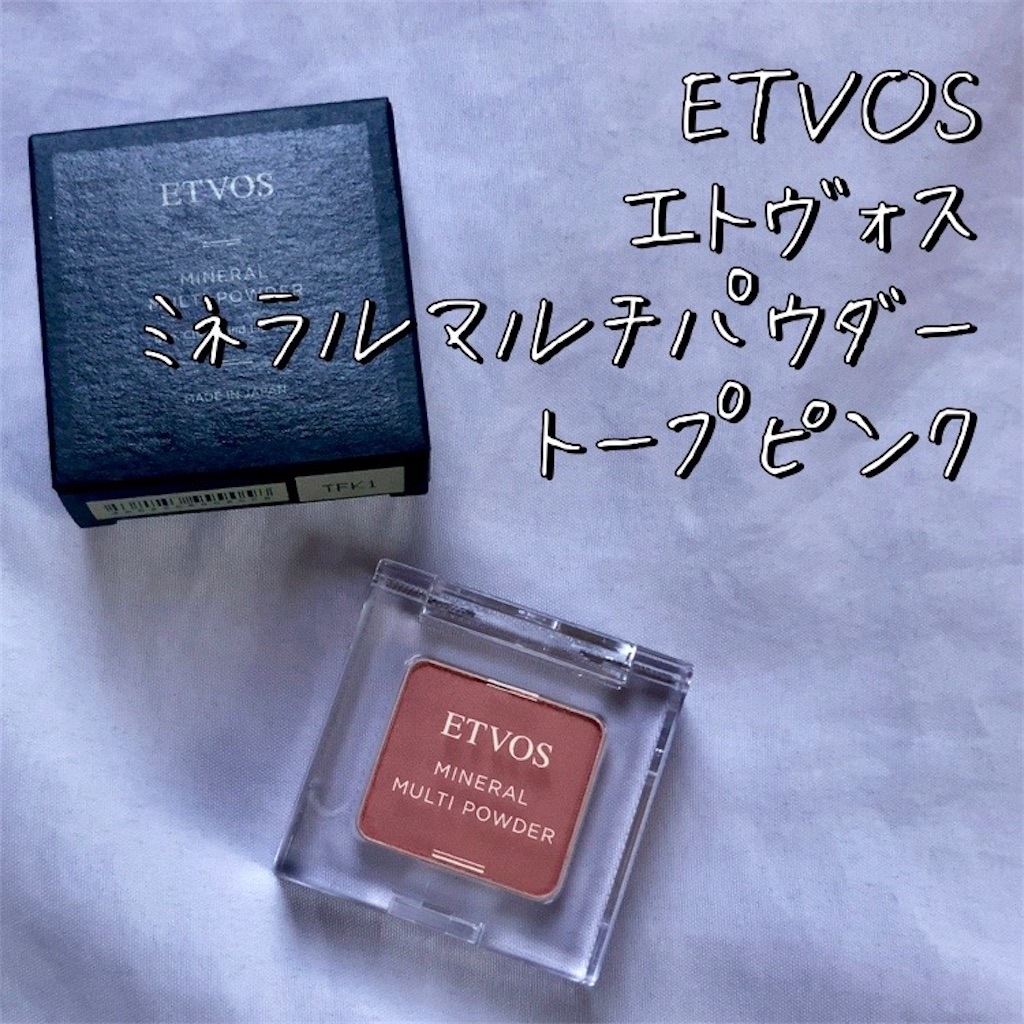 ETVOS
エトヴォス
ミネラルマルチパウダー
トープピンク
ETVOS
MINERAL
MULTI POWDER
MADE IN JAPAN
ETVOS
MINERAL
MULTI POWDER